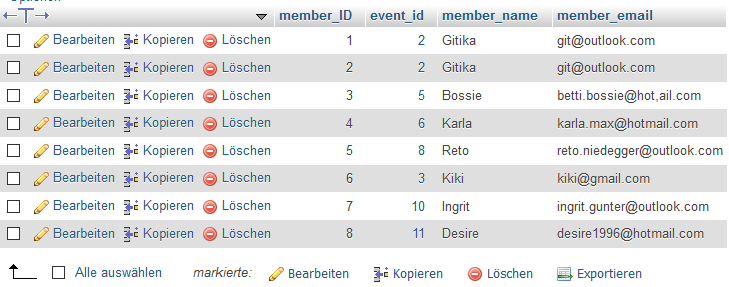 member_ID event_id member_name member_email
Bearbeiten Kopieren Löschen 1 2 Gitika git@outlook.com
Bearbeiten Kopieren Löschen 2 2 Gitika git@outlook.com
Bearbeiten Kopieren Löschen 3 5 Bossie betti.bossie@hot,ail.com
Bearbeiten Kopieren Löschen 4 6 Karla karla.max@hotmail.com
Bearbeiten Kopieren Löschen 5 8 Reto reto.niedegger@outlook.com
Bearbeiten Kopieren Löschen 6 3 Kiki kiki@gmail.com
Bearbeiten Kopieren Löschen 7 10 Ingrit ingrit.gunter@outlook.com
Bearbeiten Kopieren Löschen 8 11 Desire desire1996@hotmail.com
Alle auswählen markierte: Bearbeiten Kopieren Löschen Exportieren